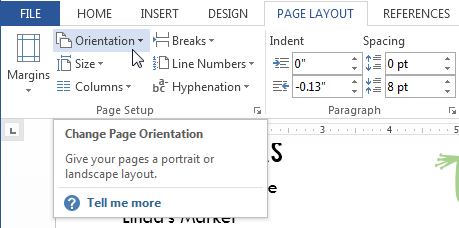 FILE HOME INSERT DESIGN PAGE LAYOUT REFERENCES
Orientation Breaks Indent Spacing
Margins Size Line Numbers 0" 0 pt
Columns Hyphenation -0.13" 8 pt
Page Setup Paragraph
Change Page Orientation
Give your pages a portrait or
landscape layout.
Tell me more
3 4 5
Linda's Market